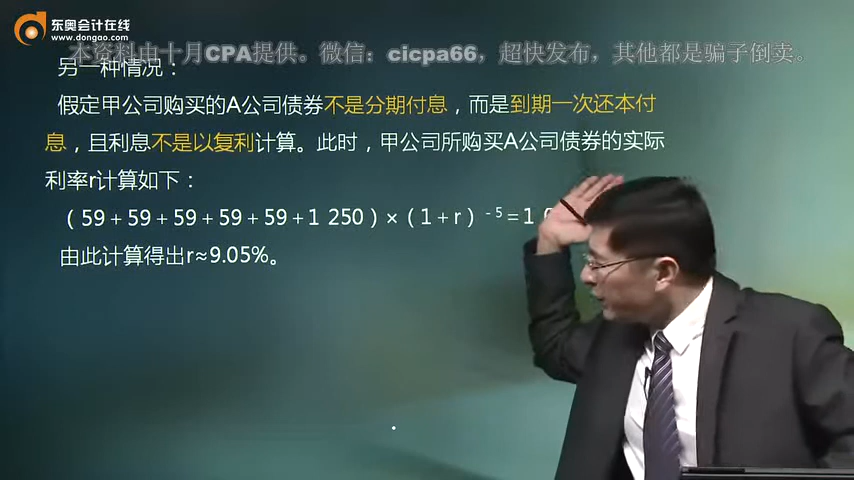 东奥会计在线
www.dongao.com
本资料由十月CPA提供。微信：cicpa66，超快发布，其他都是骗子倒卖。
另一种情况：
假定甲公司购买的A公司债券不是分期付息，而是到期一次还本付
息，且利息不是以复利计算。此时，甲公司所购买A公司债券的实际
利率r计算如下：
（59＋59＋59＋59＋59＋1 250）×（1＋r）⁻⁵＝1
由此计算得出r≈9.05%。